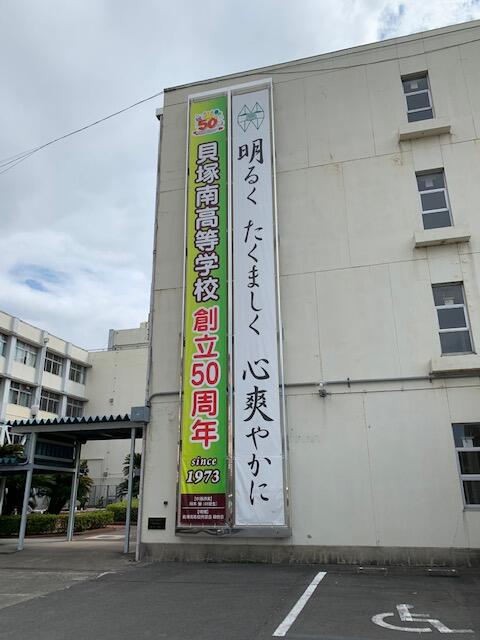 50
貝塚南高等学校 創立50周年
since
1973
明るく たくましく 心爽やかに